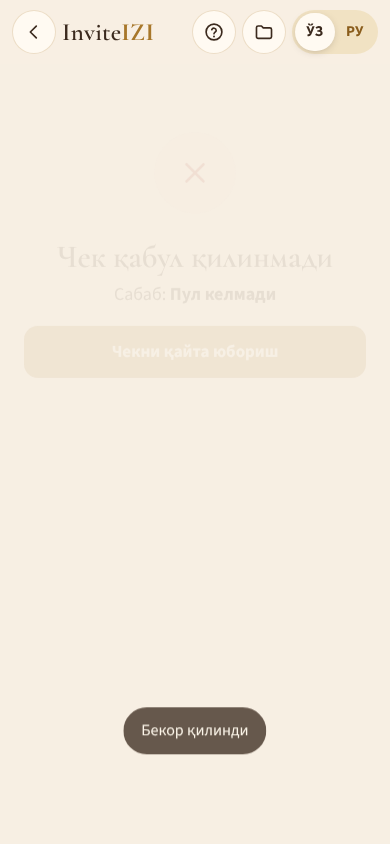 InviteIZI
ЎЗ
РУ
Чек қабул қилинмади
Сабаб: Пул келмади
Чекни қайта юбориш
Бекор қилинди